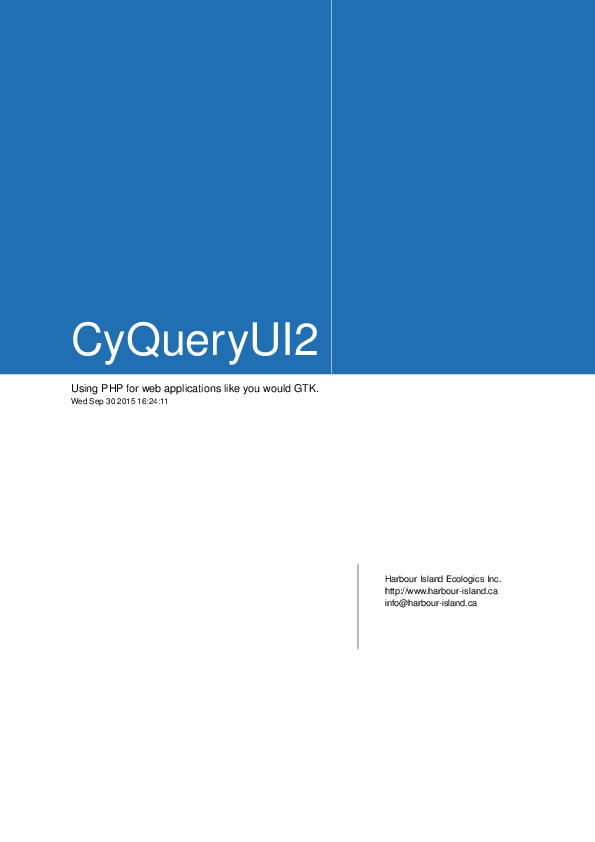 CyQueryUI2
Using PHP for web applications like you would GTK.
Wed Sep 30 2015 16:24:11
Harbour Island Ecologics Inc.
http://www.harbour-island.ca
info@harbour-island.ca